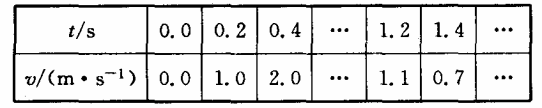 t/s 0.0 0.2 0.4 … 1.2 1.4 …
v/(m·s⁻¹) 0.0 1.0 2.0 … 1.1 0.7 …